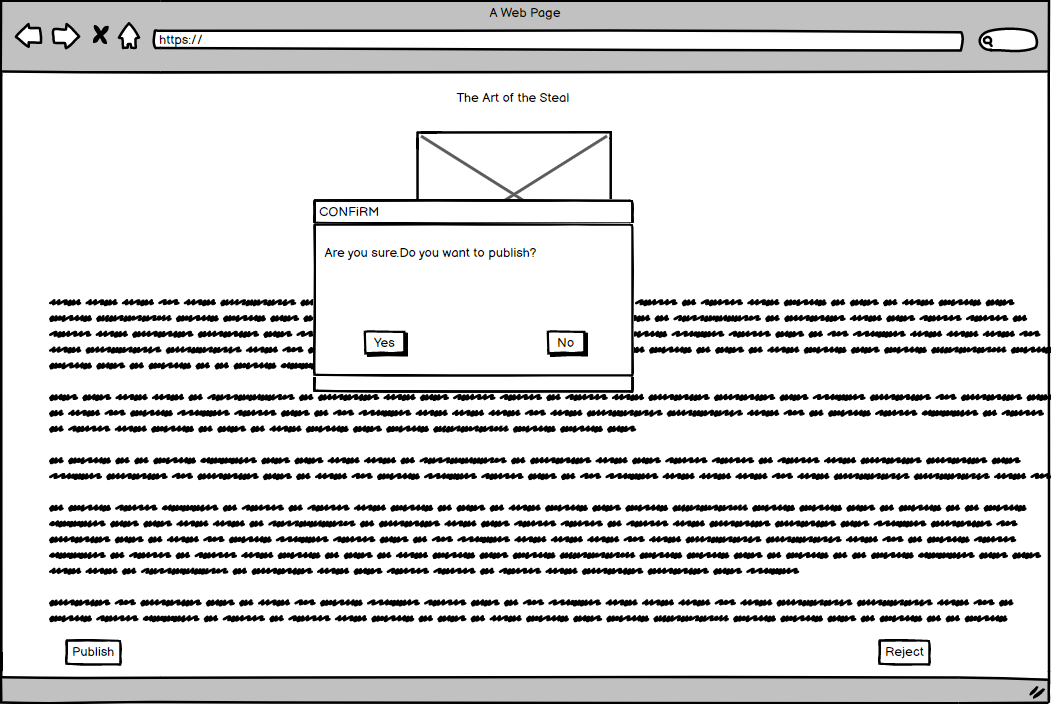 A Web Page
https://
The Art of the Steal
CONFiRM
Are you sure.Do you want to publish?
Yes No
Publish Reject